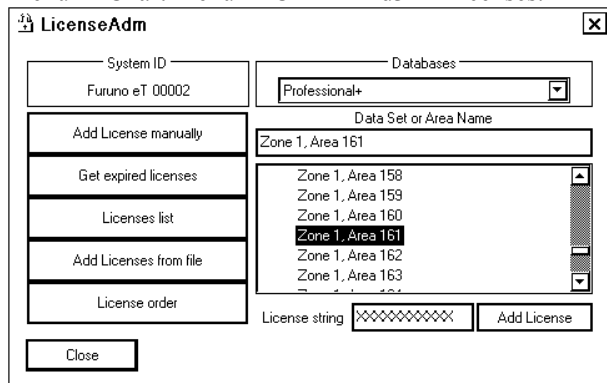 LicenseAdm
System ID
Furuno eT 00002
Databases
Professional+
Add License manually
Get expired licenses
Licenses list
Add Licenses from file
License order
Data Set or Area Name
Zone 1, Area 161
Zone 1, Area 158
Zone 1, Area 159
Zone 1, Area 160
Zone 1, Area 161
Zone 1, Area 162
Zone 1, Area 163
License string
XXXXXXXXXXX
Add License
Close